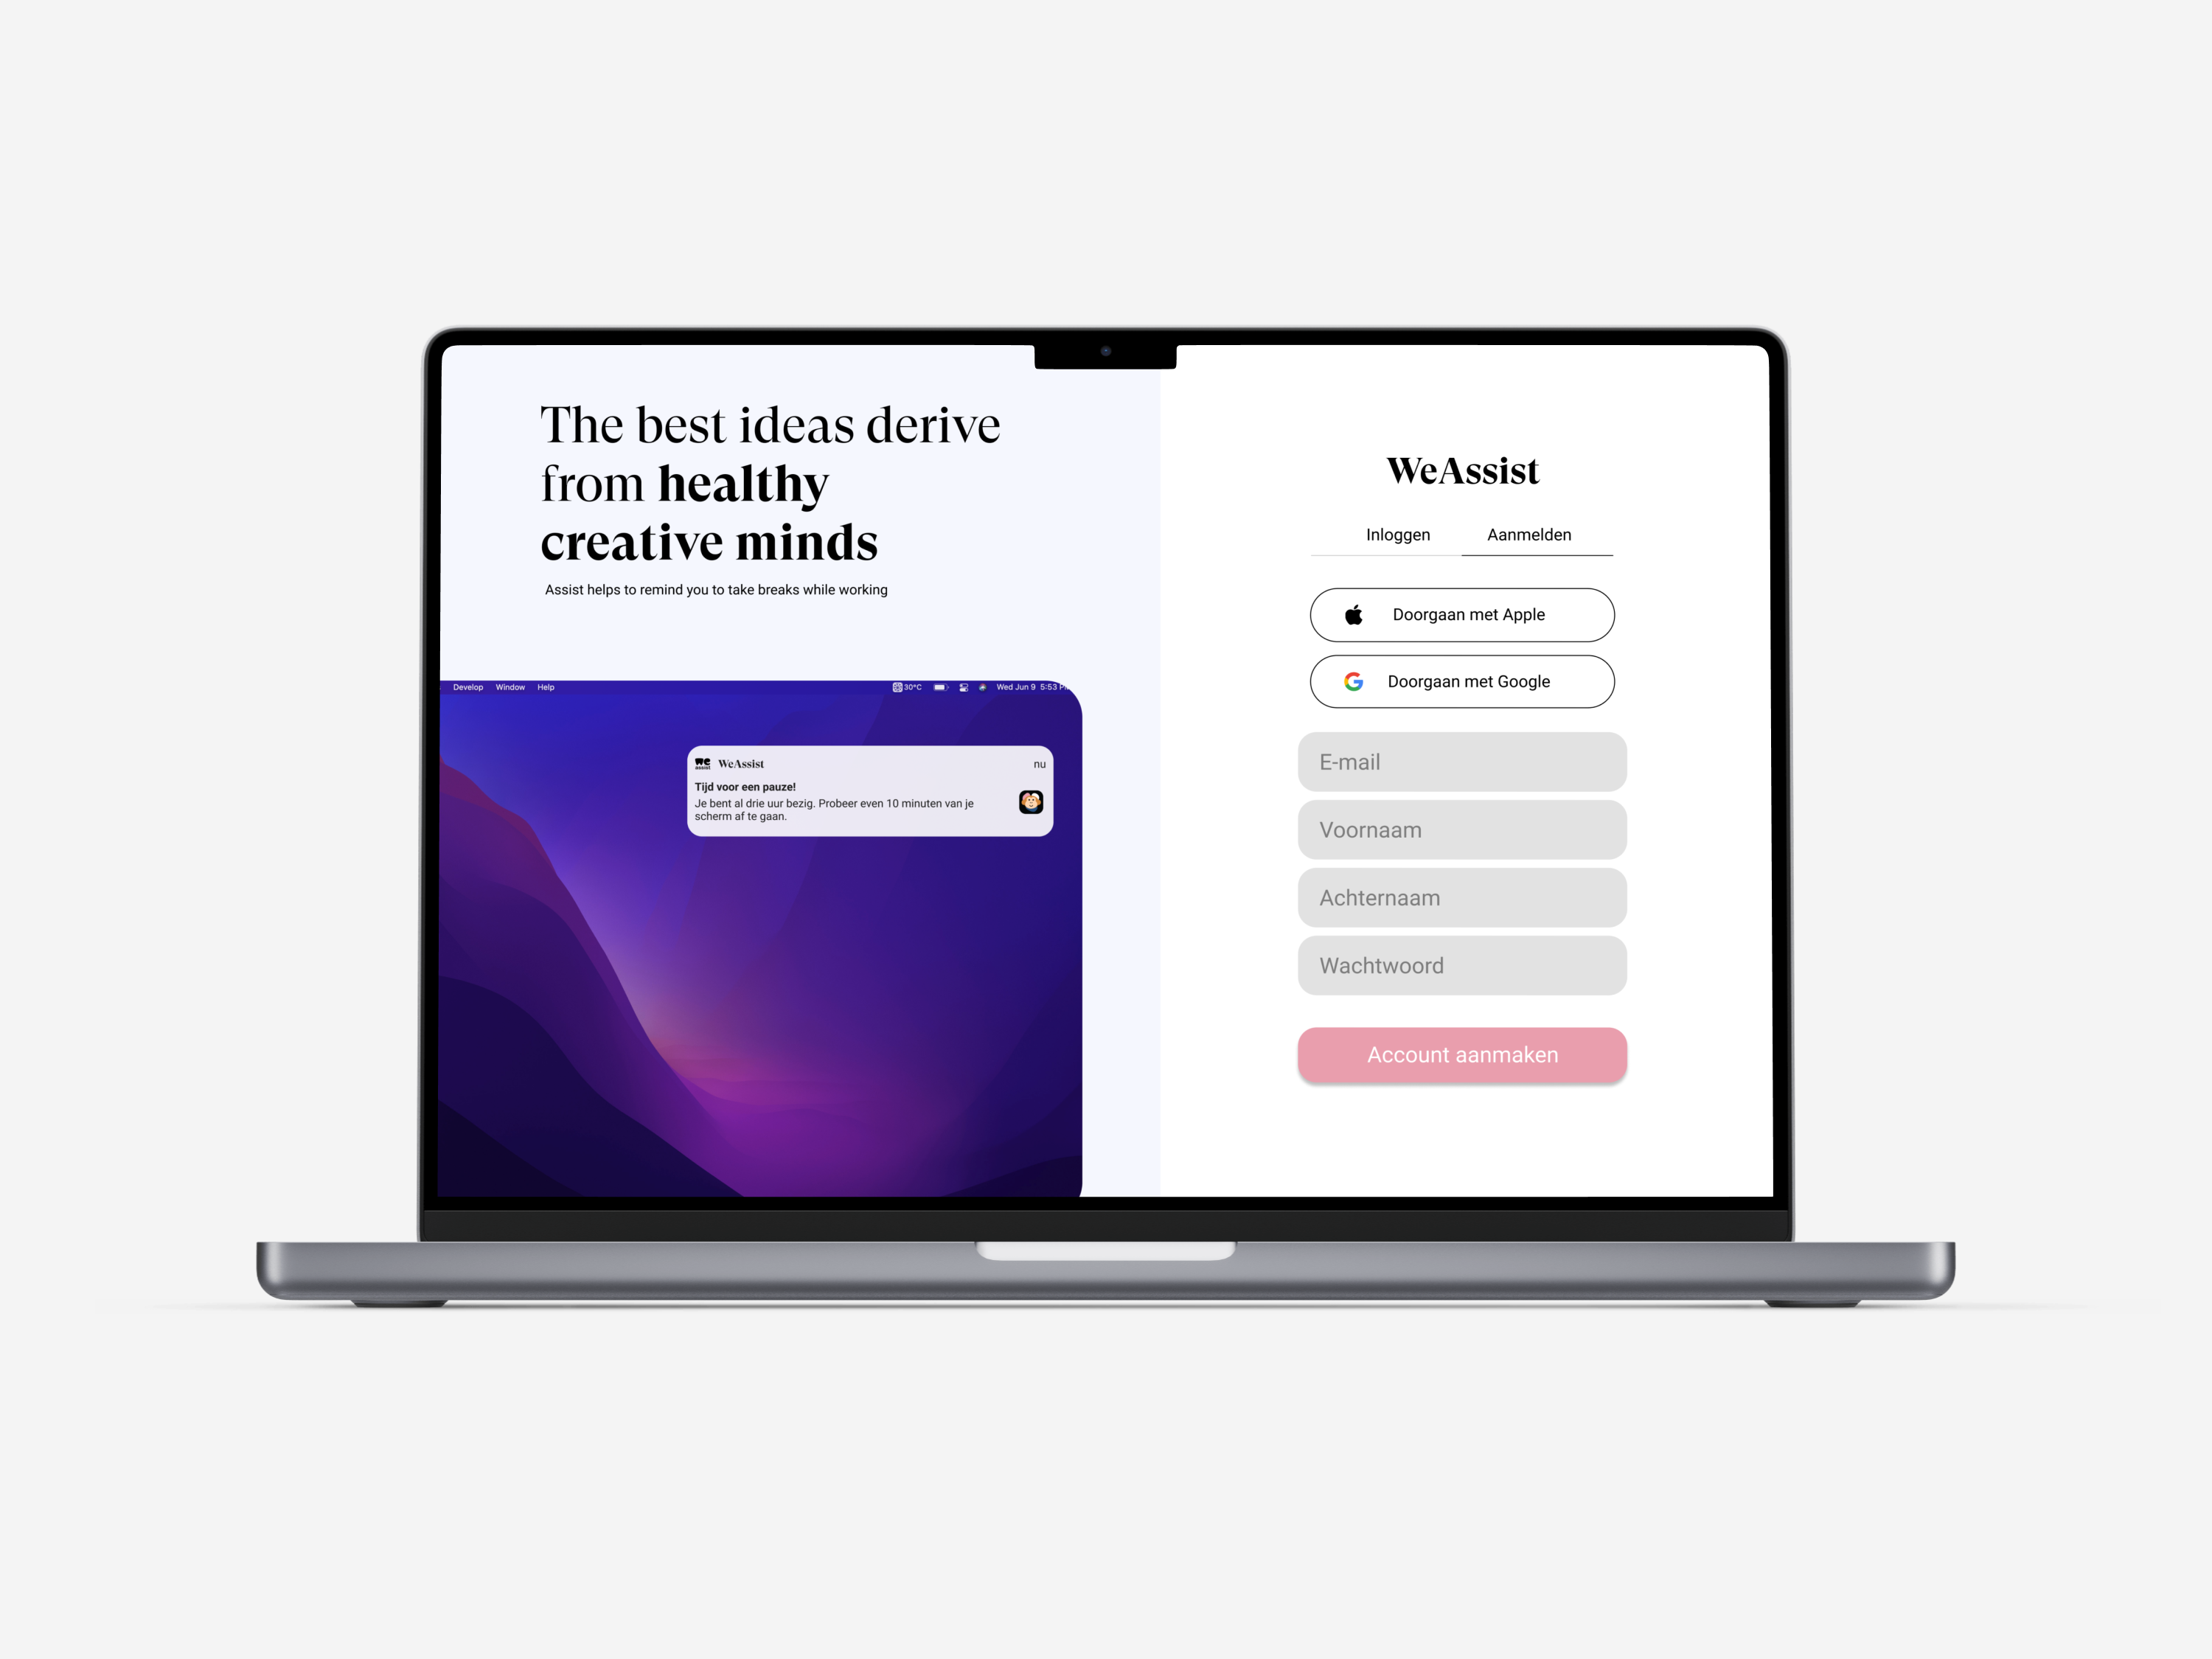 The best ideas derive
from healthy
creative minds
Assist helps to remind you to take breaks while working
Develop Window Help 30°C Wed Jun 9 5:53
we
assist
WeAssist nu
Tijd voor een pauze!
Je bent al drie uur bezig. Probeer even 10 minuten van je
scherm af te gaan.
WeAssist
Inloggen Aanmelden
Doorgaan met Apple
Doorgaan met Google
E-mail
Voornaam
Achternaam
Wachtwoord
Account aanmaken